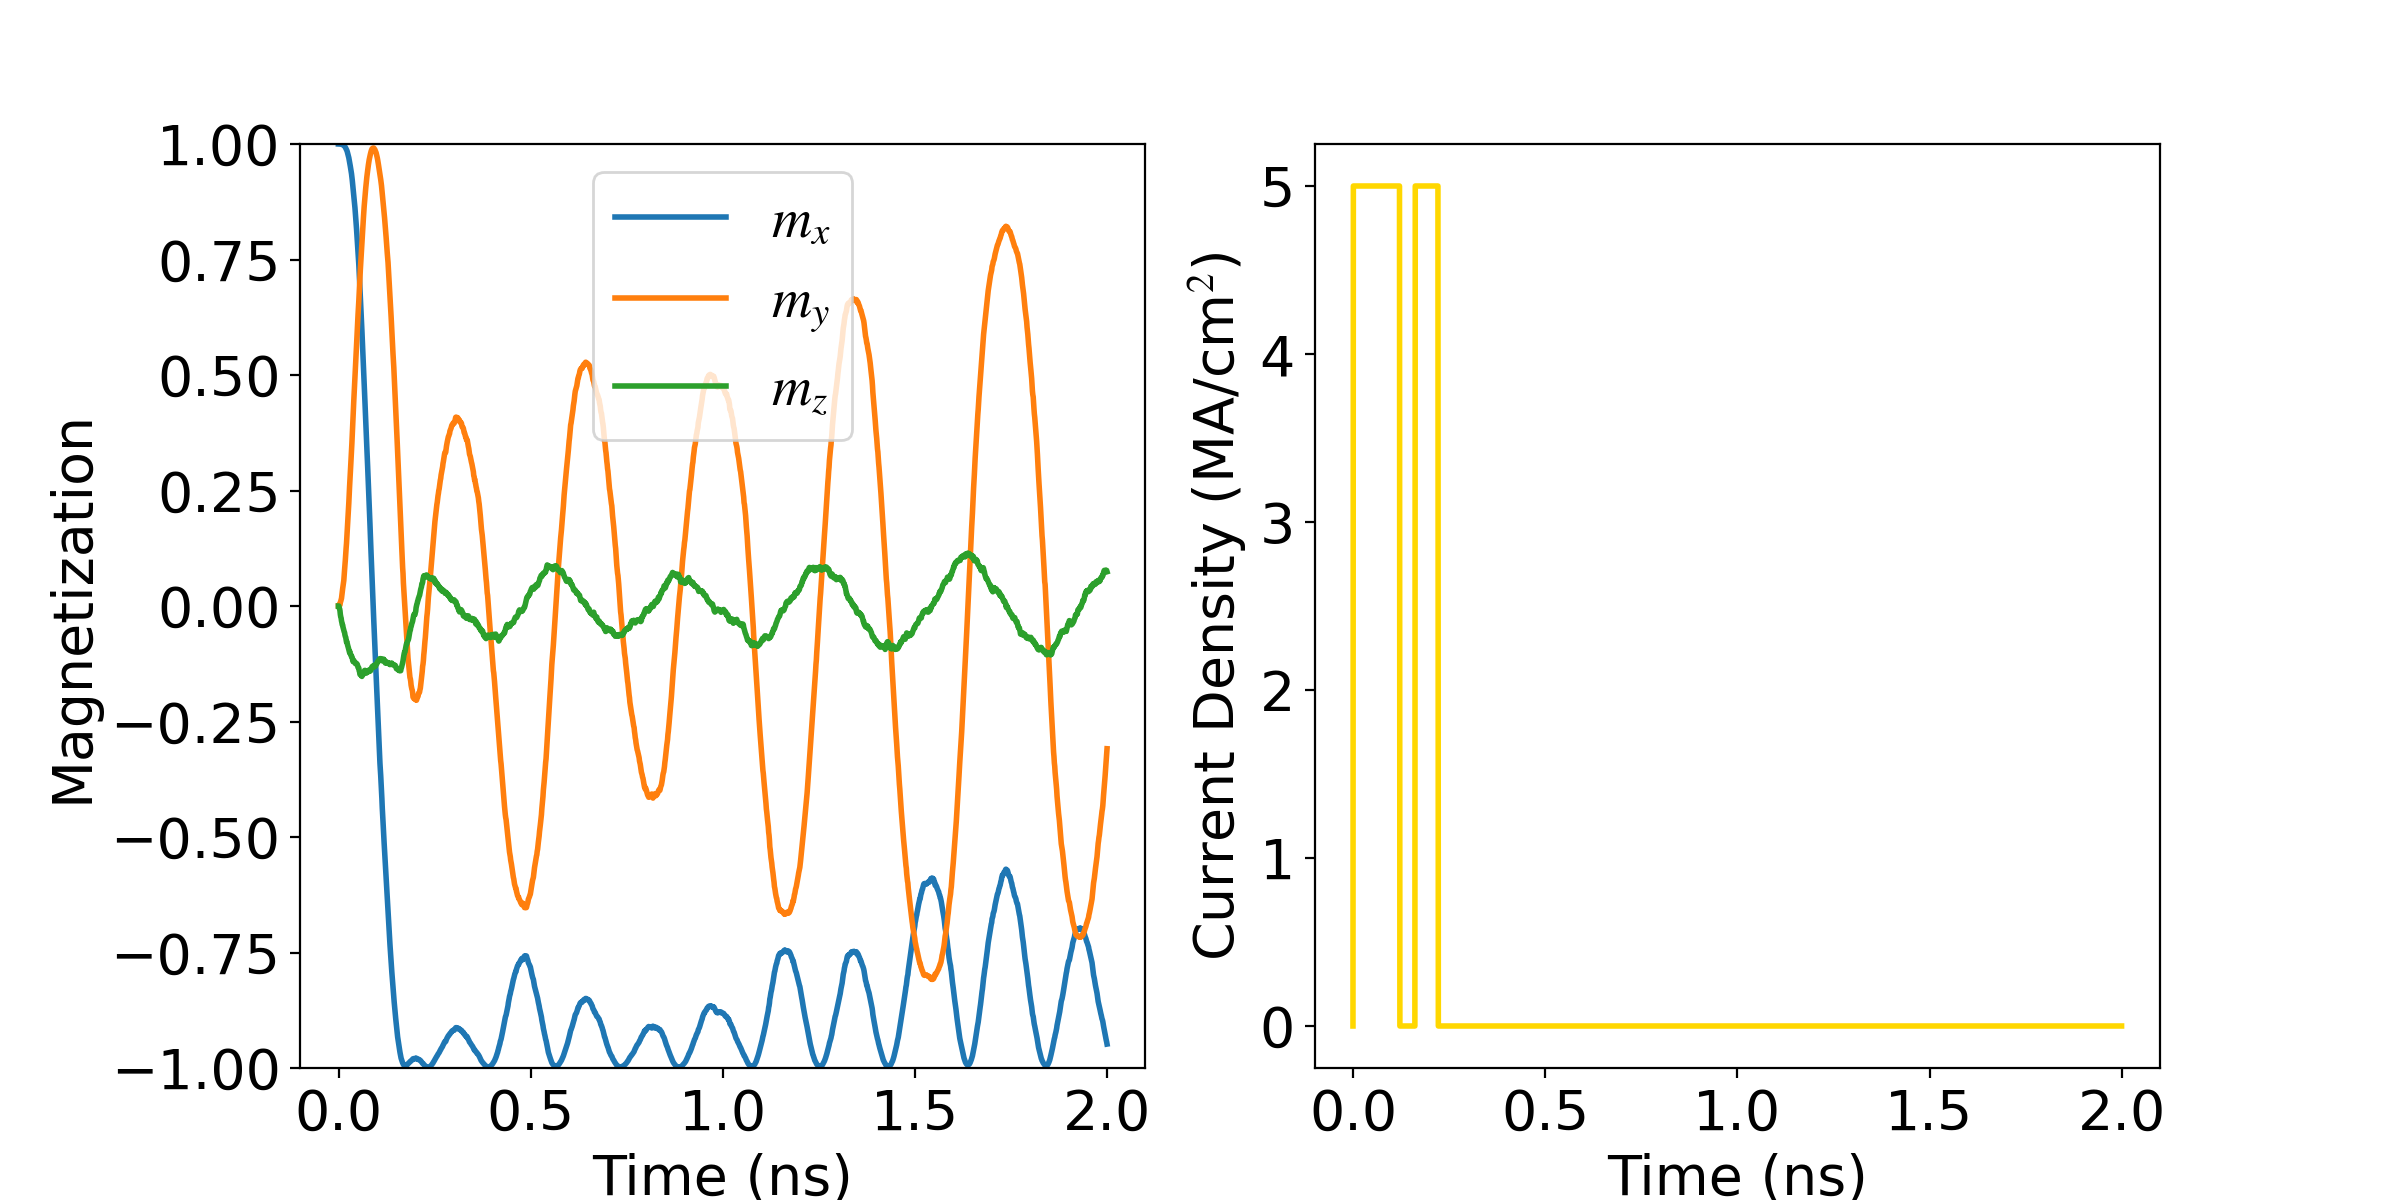 1.00
0.75
0.50
0.25
0.00
−0.25
−0.50
−0.75
−1.00
Magnetization
0.0 0.5 1.0 1.5 2.0
Time (ns)
m_x
m_y
m_z
5
4
3
2
1
0
Current Density (MA/cm²)
0.0 0.5 1.0 1.5 2.0
Time (ns)